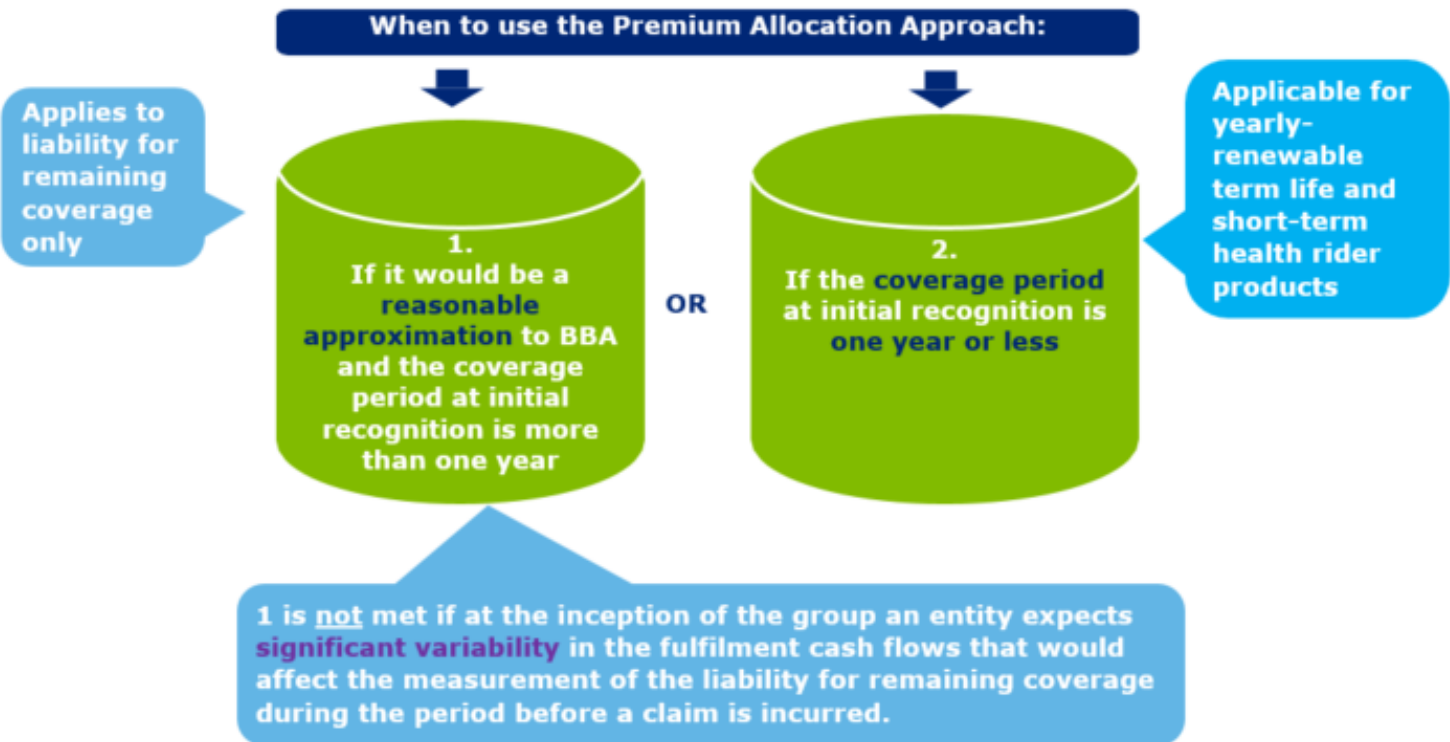 When to use the Premium Allocation Approach:
Applies to
liability for
remaining
coverage
only
1.
If it would be a
reasonable
approximation to BBA
and the coverage
period at initial
recognition is more
than one year
OR
2.
If the coverage period
at initial recognition is
one year or less
Applicable for
yearly-
renewable
term life and
short-term
health rider
products
1 is not met if at the inception of the group an entity expects
significant variability in the fulfilment cash flows that would
affect the measurement of the liability for remaining coverage
during the period before a claim is incurred.